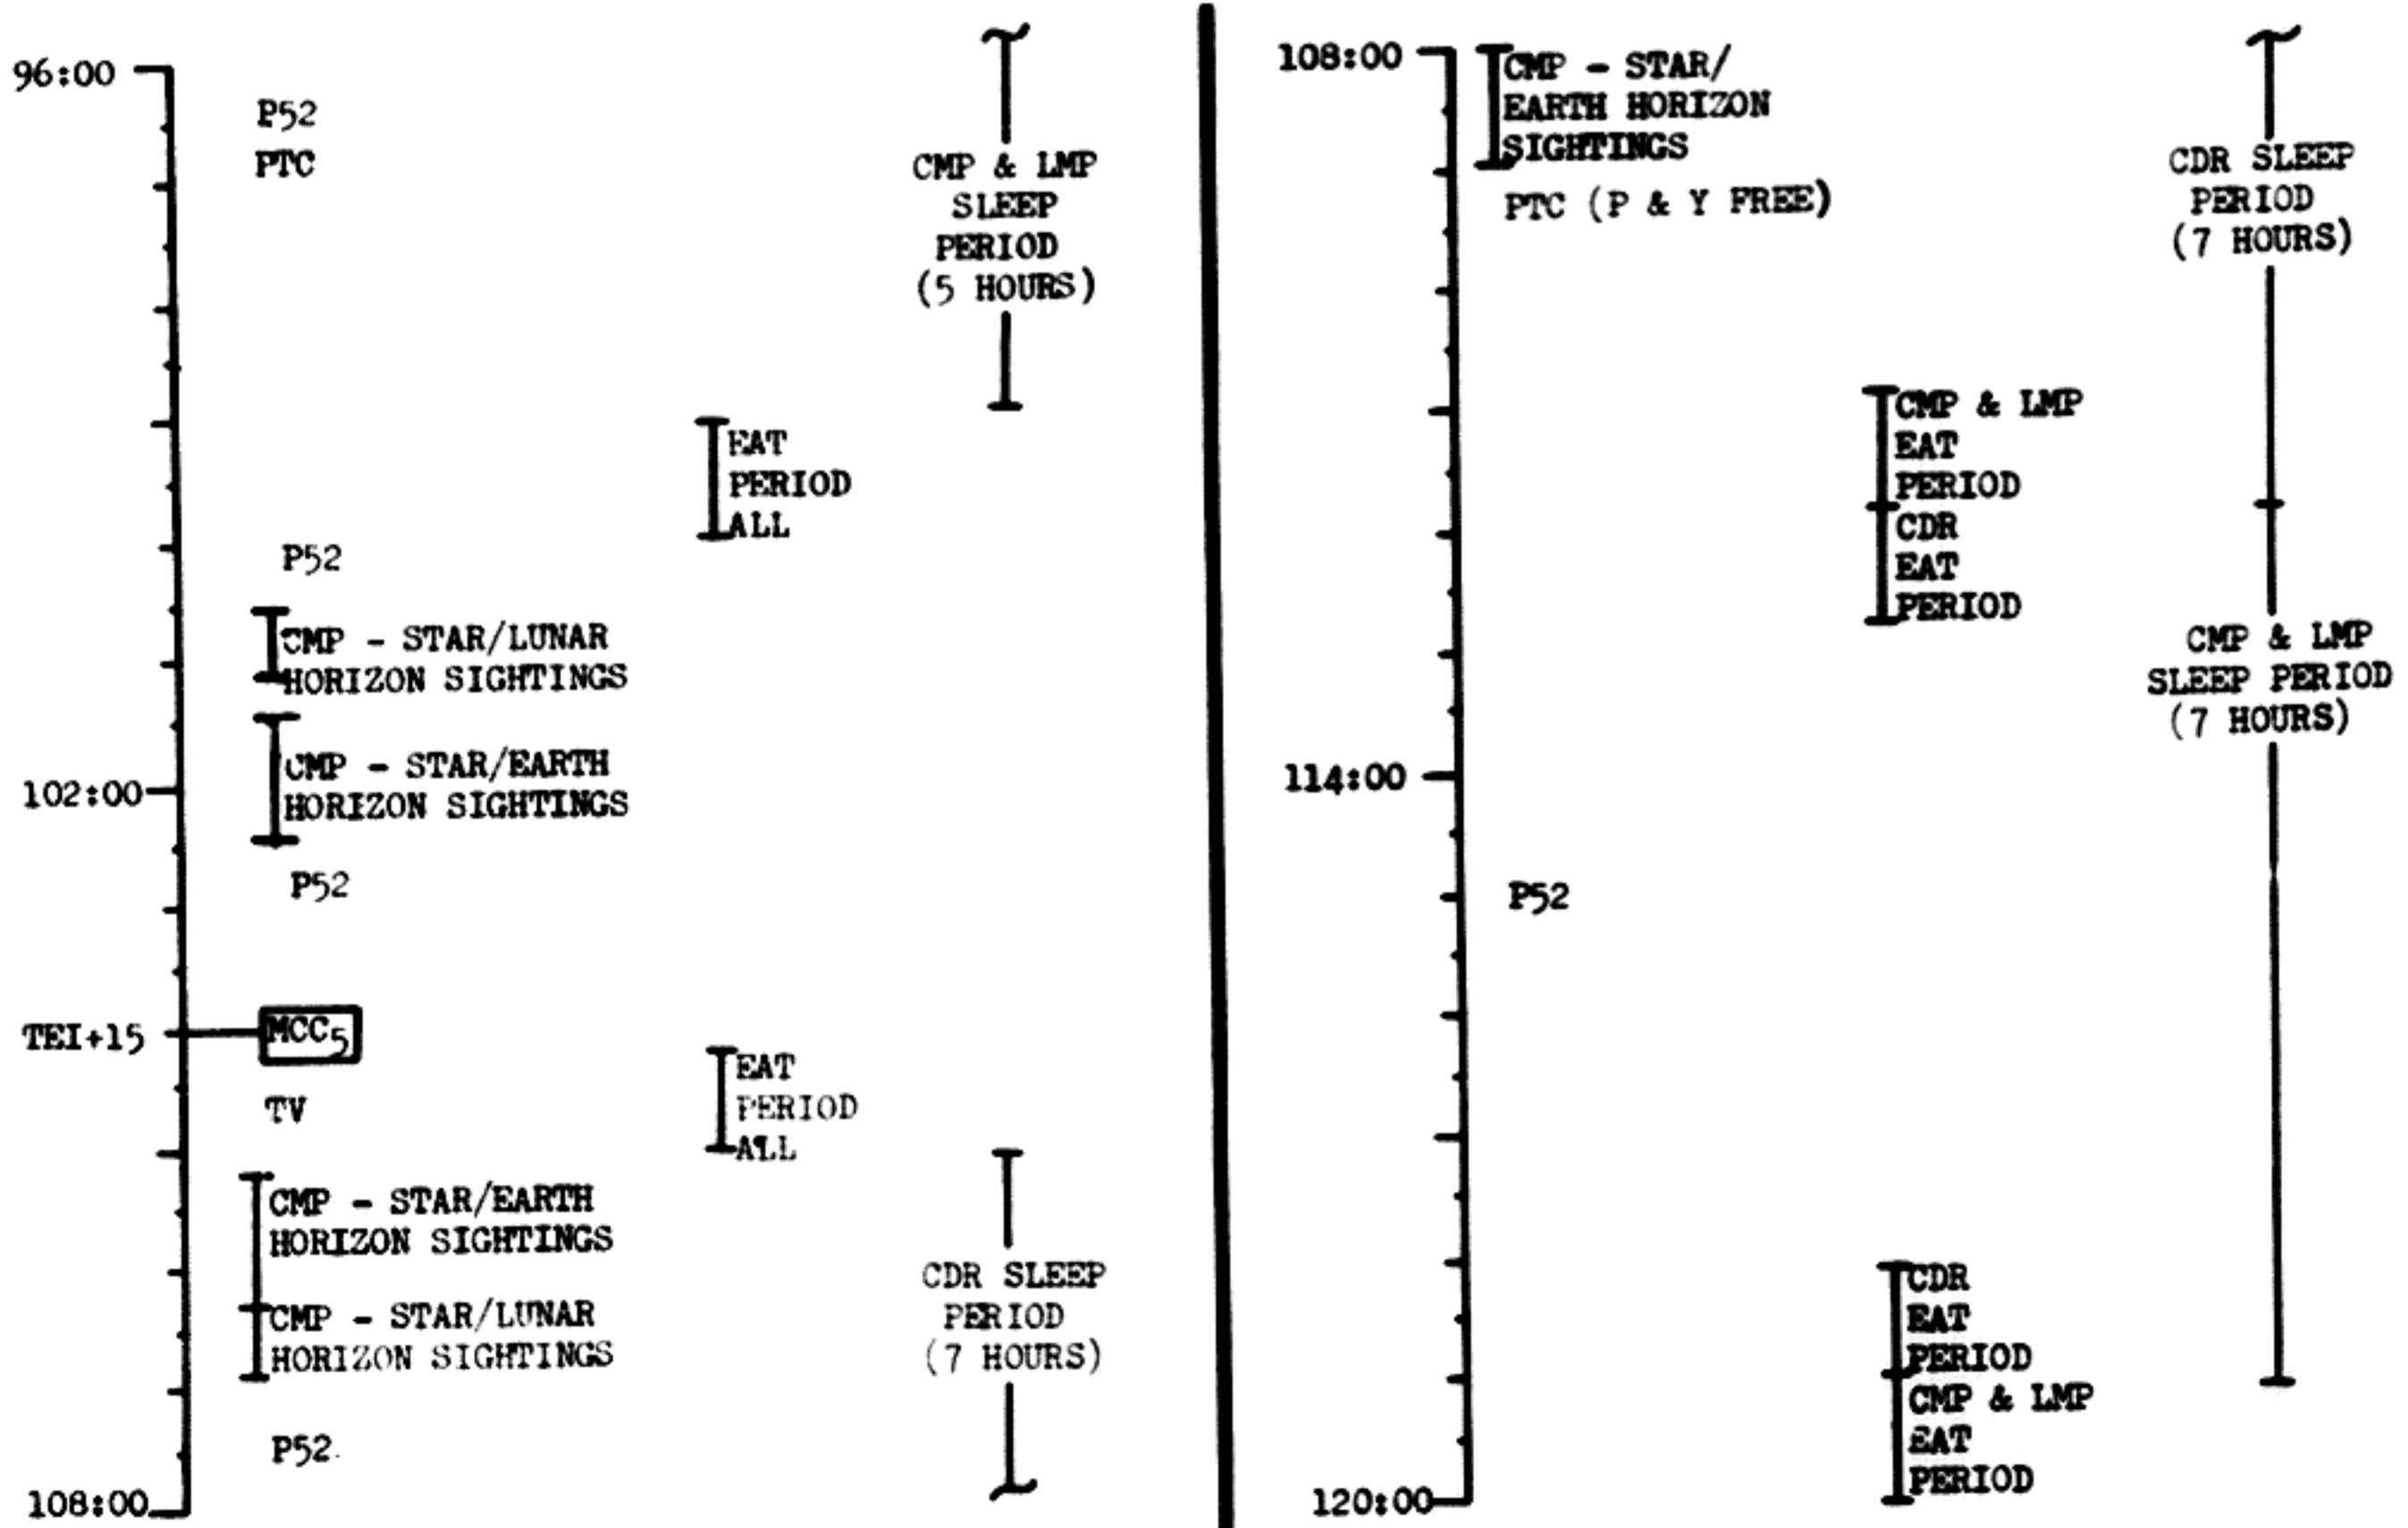 96:00
P52
PTC
CMP & LMP
SLEEP
PERIOD
(5 HOURS)
EAT
PERIOD
ALL
P52
CMP - STAR/LUNAR
HORIZON SIGHTINGS
CMP - STAR/EARTH
HORIZON SIGHTINGS
102:00
P52
TEI+15
MCC5
TV
EAT
PERIOD
ALL
CMP - STAR/EARTH
HORIZON SIGHTINGS
CMP - STAR/LUNAR
HORIZON SIGHTINGS
CDR SLEEP
PERIOD
(7 HOURS)
P52
108:00
108:00
CMP - STAR/
EARTH HORIZON
SIGHTINGS
PTC (P & Y FREE)
CDR SLEEP
PERIOD
(7 HOURS)
CMP & LMP
EAT
PERIOD
CDR
EAT
PERIOD
CMP & LMP
SLEEP PERIOD
(7 HOURS)
114:00
P52
CDR
EAT
PERIOD
CMP & LMP
EAT
PERIOD
120:00